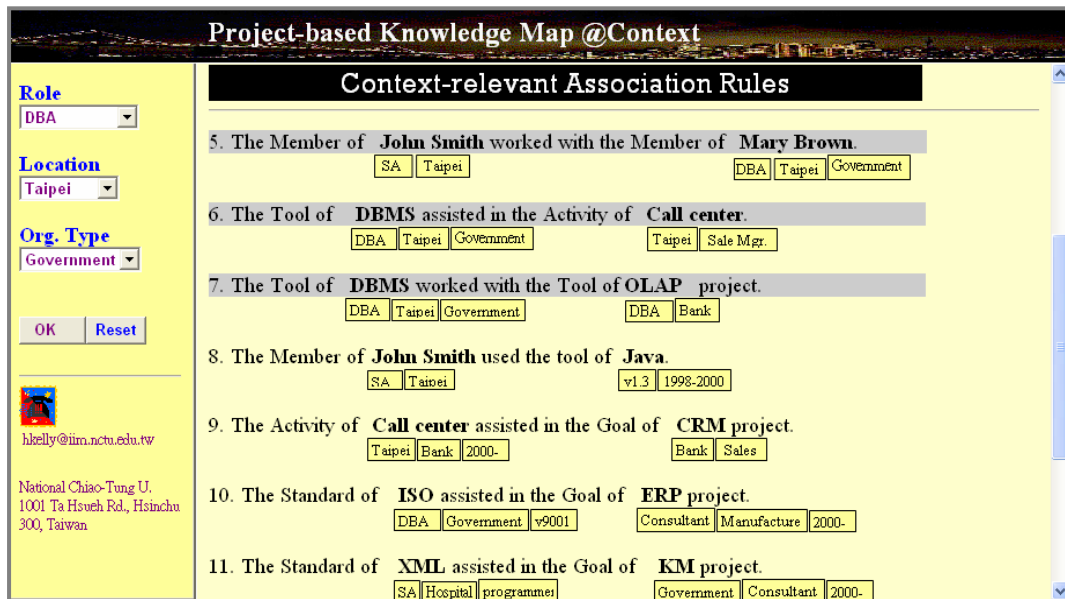 Project-based Knowledge Map @Context
Role
DBA
Location
Taipei
Org. Type
Government
OK Reset
hkelly@iim.nctu.edu.tw
National Chiao-Tung U.
1001 Ta Hsueh Rd., Hsinchu
300, Taiwan
Context-relevant Association Rules
5. The Member of John Smith worked with the Member of Mary Brown.
SA Taipei DBA Taipei Government
6. The Tool of DBMS assisted in the Activity of Call center.
DBA Taipei Government Taipei Sale Mgr.
7. The Tool of DBMS worked with the Tool of OLAP project.
DBA Taipei Government DBA Bank
8. The Member of John Smith used the tool of Java.
SA Taipei v1.3 1998-2000
9. The Activity of Call center assisted in the Goal of CRM project.
Taipei Bank 2000- Bank Sales
10. The Standard of ISO assisted in the Goal of ERP project.
DBA Government v9001 Consultant Manufacture 2000-
11. The Standard of XML assisted in the Goal of KM project.
SA Hospital programmer Government Consultant 2000-